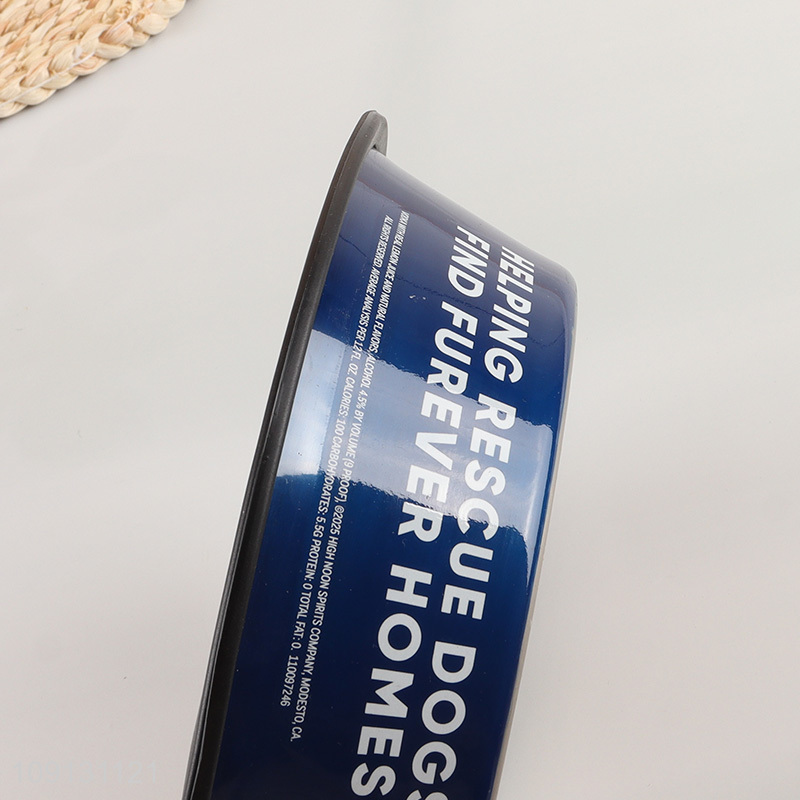 HELPING RESCUE DOGS
FIND FUREVER HOMES
VODKA WITH REAL LEMON JUICE AND NATURAL FLAVORS. ALCOHOL 4.5% BY VOLUME (9 PROOF), ©2025 HIGH NOON SPIRITS COMPANY, MODESTO, CA.
ALL RIGHTS RESERVED. AVERAGE ANALYSIS PER 12 FL. OZ. CALORIES: 100 CARBOHYDRATES: 5.5G PROTEIN: 0 TOTAL FAT: 0. 110097246